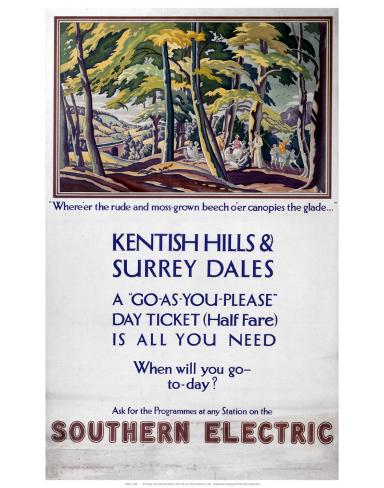 "Where'er the rude and moss-grown beech o'er canopies the glade..."
KENTISH HILLS &
SURREY DALES
A "GO-AS-YOU-PLEASE"
DAY TICKET (Half Fare)
IS ALL YOU NEED
When will you go-
to-day?
Ask for the Programmes at any Station on the
SOUTHERN ELECTRIC